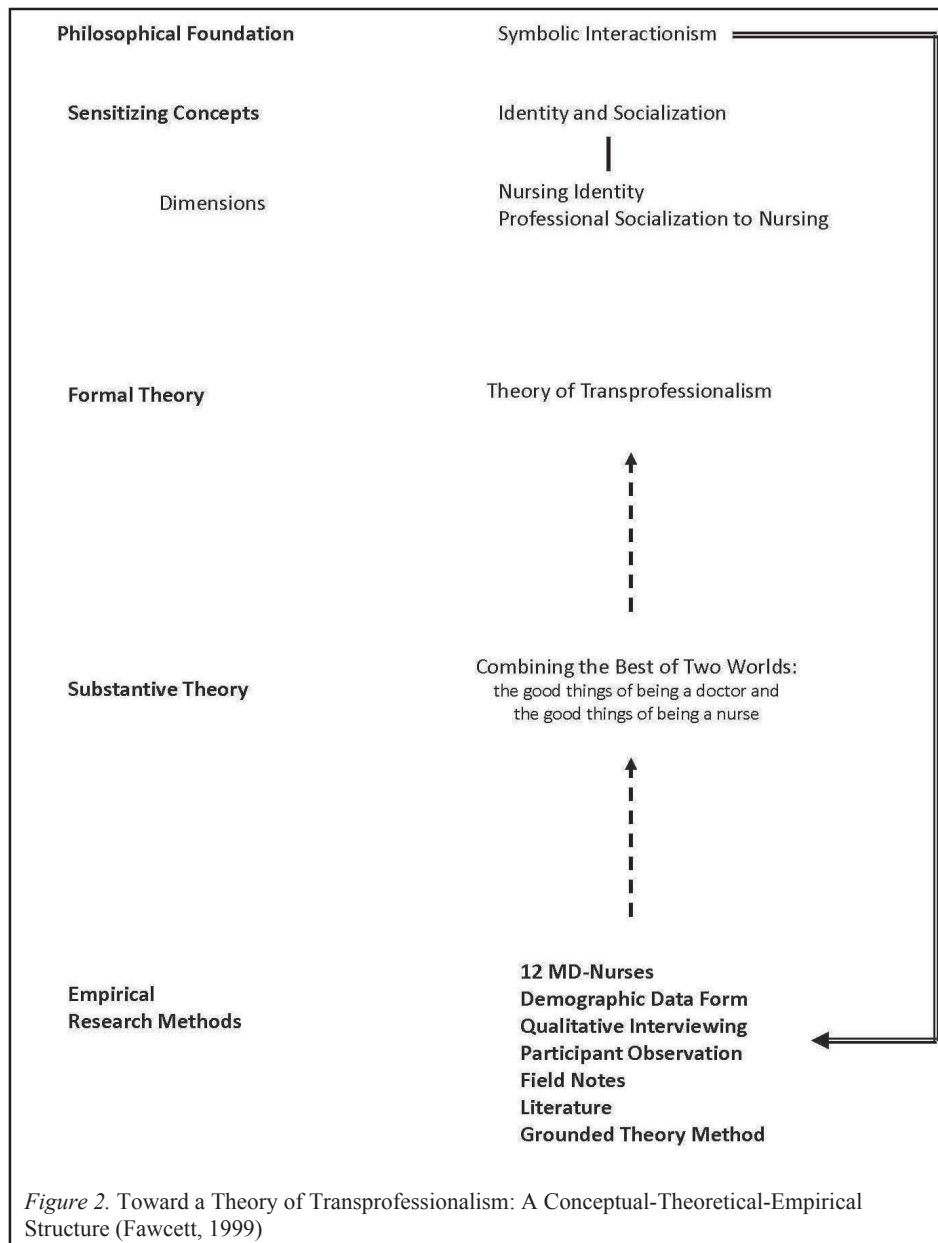 Philosophical Foundation Symbolic Interactionism
Sensitizing Concepts Identity and Socialization
Dimensions Nursing Identity
Professional Socialization to Nursing
Formal Theory Theory of Transprofessionalism
Combining the Best of Two Worlds:
Substantive Theory the good things of being a doctor and
the good things of being a nurse
12 MD-Nurses
Empirical Demographic Data Form
Research Methods Qualitative Interviewing
Participant Observation
Field Notes
Literature
Grounded Theory Method
Figure 2. Toward a Theory of Transprofessionalism: A Conceptual-Theoretical-Empirical
Structure (Fawcett, 1999)